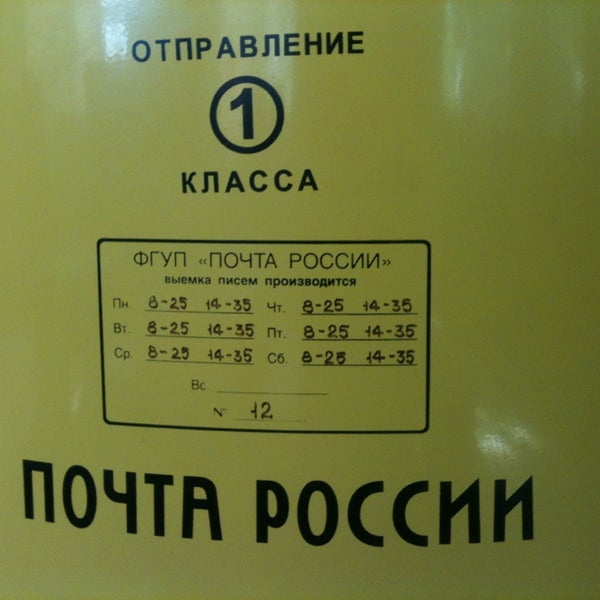 ОТПРАВЛЕНИЕ
1
КЛАССА
ФГУП «ПОЧТА РОССИИ»
выемка писем производится
Пн. 8-25 14-35 Чт. 8-25 14-35
Вт. 8-25 14-35 Пт. 8-25 14-35
Ср. 8-25 14-35 Сб. 8-25 14-35
Вс
№ 12
ПОЧТА РОССИИ